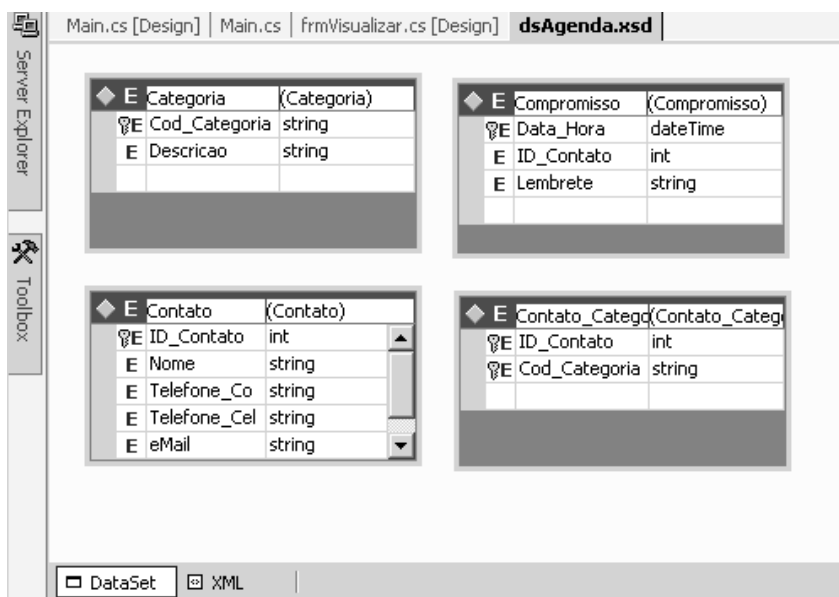 Main.cs [Design] | Main.cs | frmVisualizar.cs [Design] dsAgenda.xsd
Server Explorer
Toolbox
E Categoria (Categoria)
E Cod_Categoria string
E Descricao string
E Compromisso (Compromisso)
E Data_Hora dateTime
E ID_Contato int
E Lembrete string
E Contato (Contato)
E ID_Contato int
E Nome string
E Telefone_Co string
E Telefone_Cel string
E eMail string
E Contato_Catego (Contato_Catego
E ID_Contato int
E Cod_Categoria string
DataSet XML